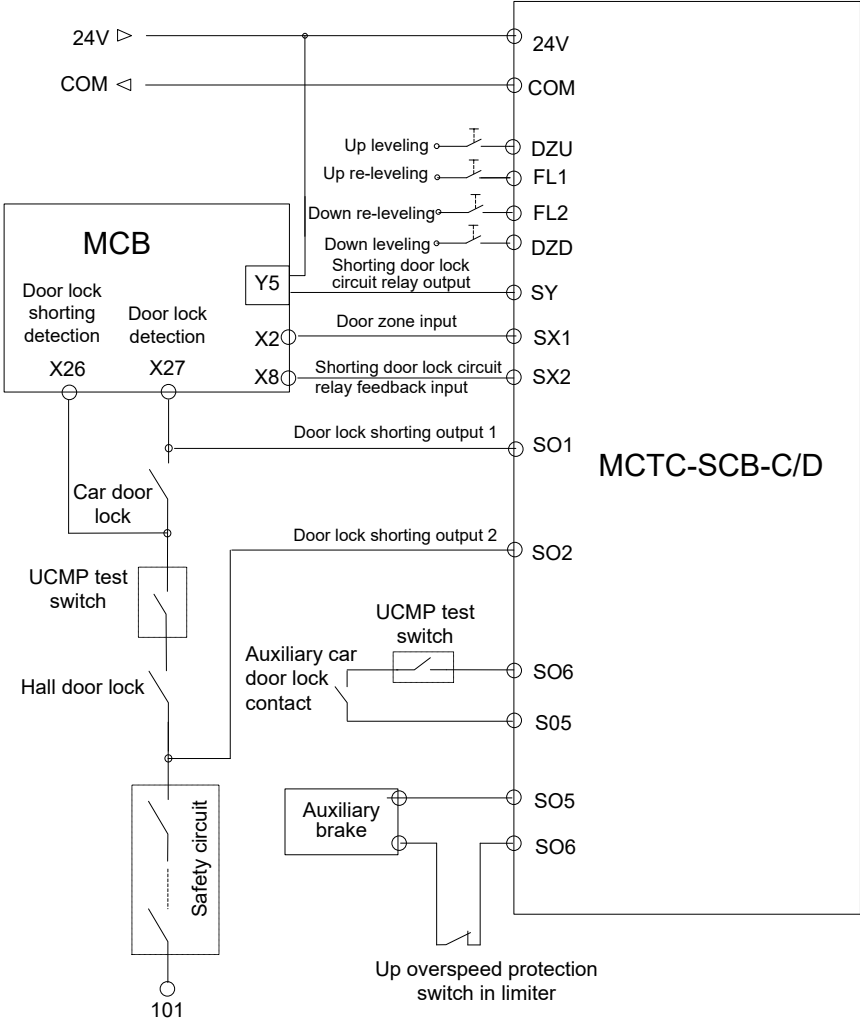 24V
24V
COM
COM
Up leveling
DZU
Up re-leveling
FL1
Down re-leveling
FL2
Down leveling
DZD
MCB
Shorting door lock
circuit relay output
Y5
SY
Door lock
shorting
detection
Door lock
detection
Door zone input
X2
SX1
X26
X27
X8
Shorting door lock circuit
relay feedback input
SX2
Door lock shorting output 1
SO1
MCTC-SCB-C/D
Car door
lock
Door lock shorting output 2
SO2
UCMP test
switch
UCMP test
switch
Auxiliary car
door lock
contact
SO6
Hall door lock
S05
Safety circuit
Auxiliary
brake
SO5
SO6
Up overspeed protection
switch in limiter
101